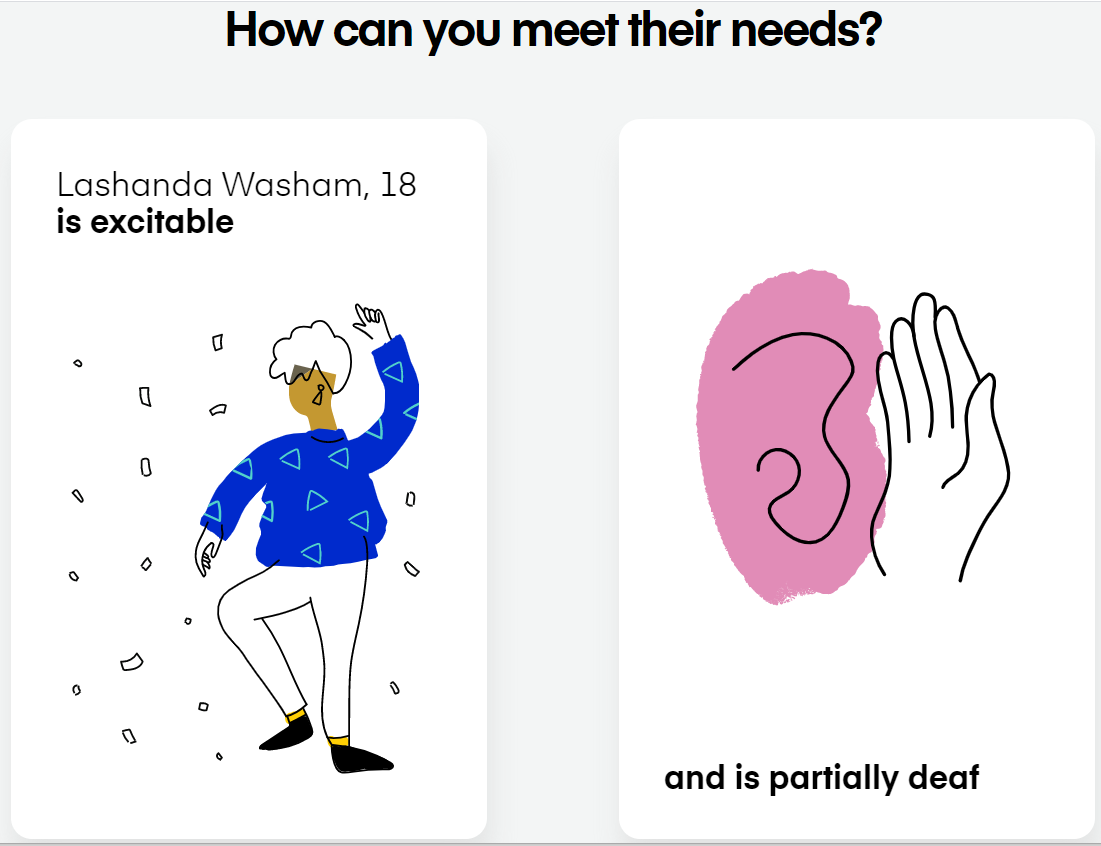 How can you meet their needs?
Lashanda Washam, 18
is excitable
and is partially deaf